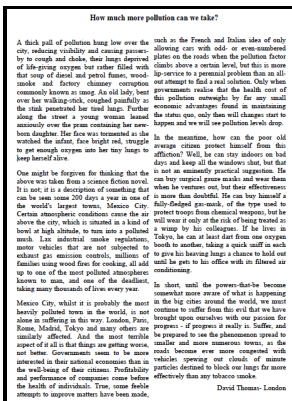 How much more pollution can we take?
A thick pall of pollution hung over the
city, reducing visibility and causing passers-
by to cough and choke, their lungs deprived
of life-giving oxygen but rather filled with
that soup of diesel and petrol fumes, wood-
smoke and factory chimney corruption
commonly known as smog. An old lady, bent
over her walking-stick, coughed painfully as
the stink penetrated her tired lungs. Further
along the street a young woman leaned
anxiously over the pram containing her new-
born daughter. Her face was tormented as she
watched the infant, face bright red, struggle
to get enough oxygen into her tiny lungs to
keep herself alive.
One might be forgiven for thinking that the
above was taken from a science fiction novel.
It is not; it is a description of something that
can be seen some 200 days a year in one of
the world's largest towns, Mexico City.
Certain atmospheric conditions cause the air
above the city, which is situated in a kind of
bowl at high altitude, to turn into a polluted
mush. Lax industrial smoke regulations,
motor vehicles that are not subjected to
exhaust gas emission controls, millions of
families using wood fires for cooking, all add
up to one of the most polluted atmospheres
known to man, and one of the deadliest,
taking many thousands of lives every year.
Mexico City, whilst it is probably the most
heavily polluted town in the world, is not
alone in suffering in this way. London, Paris,
Rome, Madrid, Tokyo and many others are
similarly affected. And the most terrible
aspect of it all is that things are getting worse,
not better. Governments seem to be more
interested in their national economies than in
the well-being of their citizens. Profitability
and performance of companies come before
the health of individuals. True, some feeble
attempts to improve matters have been made,
such as the French and Italian idea of only
allowing cars with odd- or even-numbered
plates on the roads when the pollution factor
climbs above a certain level, but this is more
lip-service to a perennial problem than an all-
out attempt to find a real solution. Only when
governments realise that the health cost of
this pollution outweighs by far any small
economic advantages found in maintaining
the status quo, only then will changes start to
happen and we will see pollution levels drop.
In the meantime, how can the poor old
average citizen protect himself from this
affliction? Well, he can stay indoors on bad
days and keep all the windows shut, but that
is not an eminently practical suggestion. He
can buy surgical gauze masks and wear them
when he ventures out, but their effectiveness
is more than doubtful. He can buy himself a
fully-fledged gas-mask, of the type used to
protect troops from chemical weapons, but he
will wear it only at the risk of being treated as
a wimp by his colleagues. If he lives in
Tokyo, he can at least dart from one oxygen
booth to another, taking a quick sniff in each
to give his heaving lungs a chance to hold out
until he gets to his office with its filtered air
conditioning.
In short, until the powers-that-be become
somewhat more aware of what is happening
in the big cities around the world, we must
continue to suffer from this evil that we have
brought upon ourselves with our passion for
progress - if progress it really is. Suffer, and
be prepared to see the phenomenon spread to
smaller and more numerous towns, as the
roads become ever more congested with
vehicles spewing out clouds of minute
particles destined to block our lungs far more
effectively than any tobacco smoke.
David Thomas- London